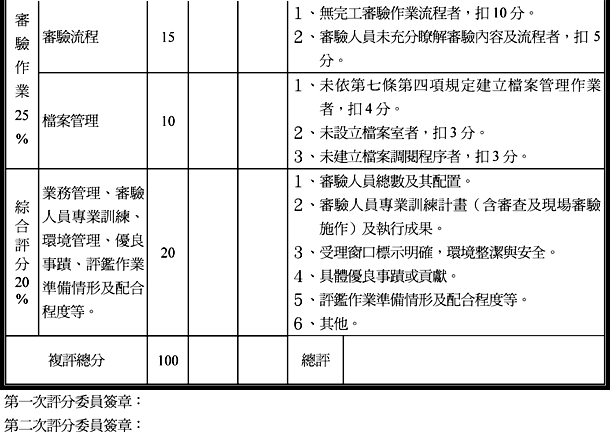 審
驗
作
業
25
%
審驗流程
15
1、無完工審驗作業流程者，扣10分。
2、審驗人員未充分瞭解審驗內容及流程者，扣5
分。
檔案管理
10
1、未依第七條第四項規定建立檔案管理作業
者，扣4分。
2、未設立檔案室者，扣3分。
3、未建立檔案調閱程序者，扣3分。
綜
合
評
分
20
%
業務管理、審驗
人員專業訓練、
環境管理、優良
事蹟、評鑑作業
準備情形及配合
程度等。
20
1、審驗人員總數及其配置。
2、審驗人員專業訓練計畫（含審查及現場審驗
施作）及執行成果。
3、受理窗口標示明確，環境整潔與安全。
4、具體優良事蹟或貢獻。
5、評鑑作業準備情形及配合程度等。
6、其他。
複評總分
100
總評
第一次評分委員簽章：
第二次評分委員簽章：